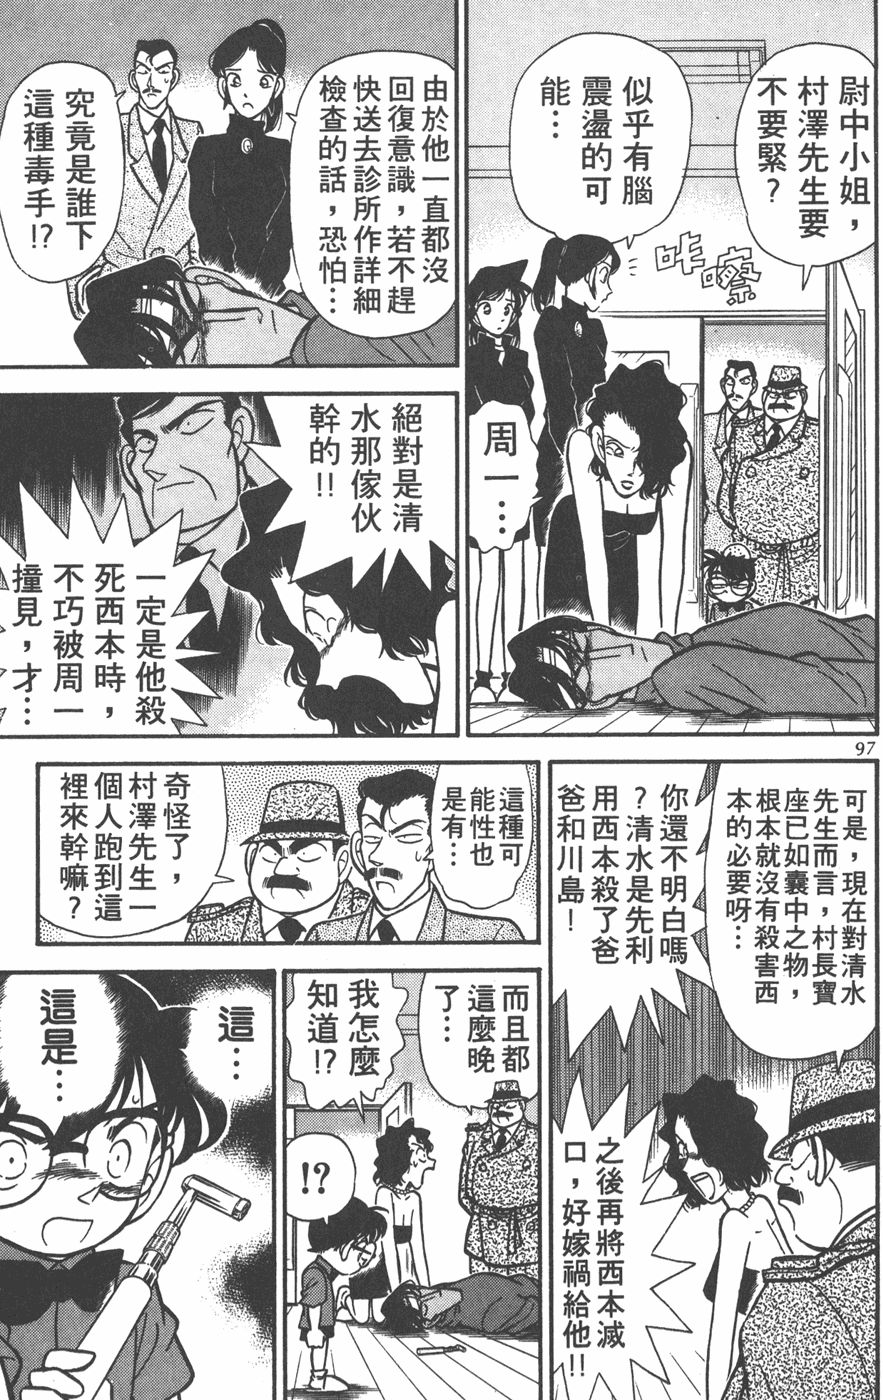 尉中小姐，
村澤先生要
不要緊？
似乎有腦
震盪的可
能…
咔嚓
周一…
由於他一直都沒
回復意識，若不趕
快送去診所作詳細
檢查的話，恐怕…
究竟是誰下
這種毒手!?
絕對是清
水那傢伙
幹的!!
一定是他殺
死西本時，
不巧被周一
撞見，才…
97
可是，現在對清水
先生而言，村長寶
座已如囊中之物，
根本就沒有殺害西
本的必要呀…
你還不明白嗎
？清水是先利
用西本殺了爸
爸和川島！
之後再將西本滅
口，好嫁禍給他!!
這種可
能性也
是有…
奇怪了，
村澤先生一
個人跑到這
裡來幹嘛？
而且都
這麼晚
了…
我怎麼
知道!?
!?
這…
這是…